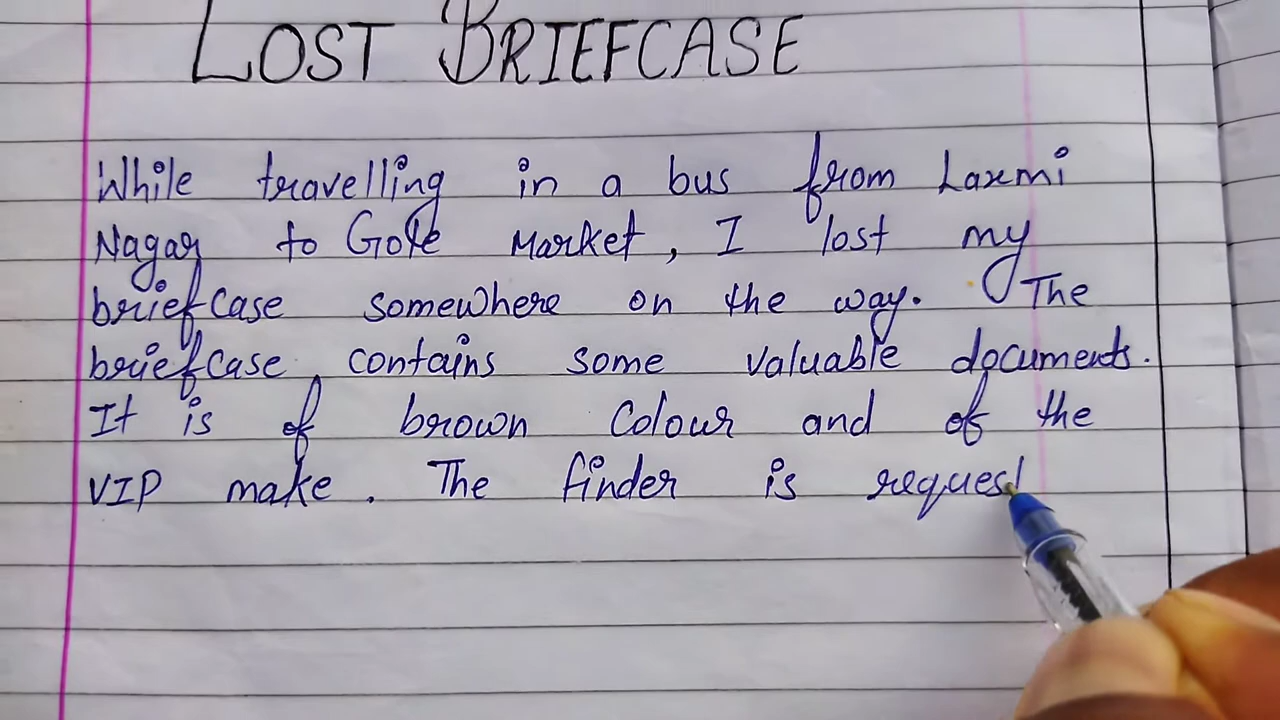 LOST BRIEFCASE
While travelling in a bus from Laxmi
Nagar to Gole Market, I lost my
briefcase somewhere on the way. The
briefcase contains some valuable documents.
It is of brown Colour and of the
VIP make. The finder is request